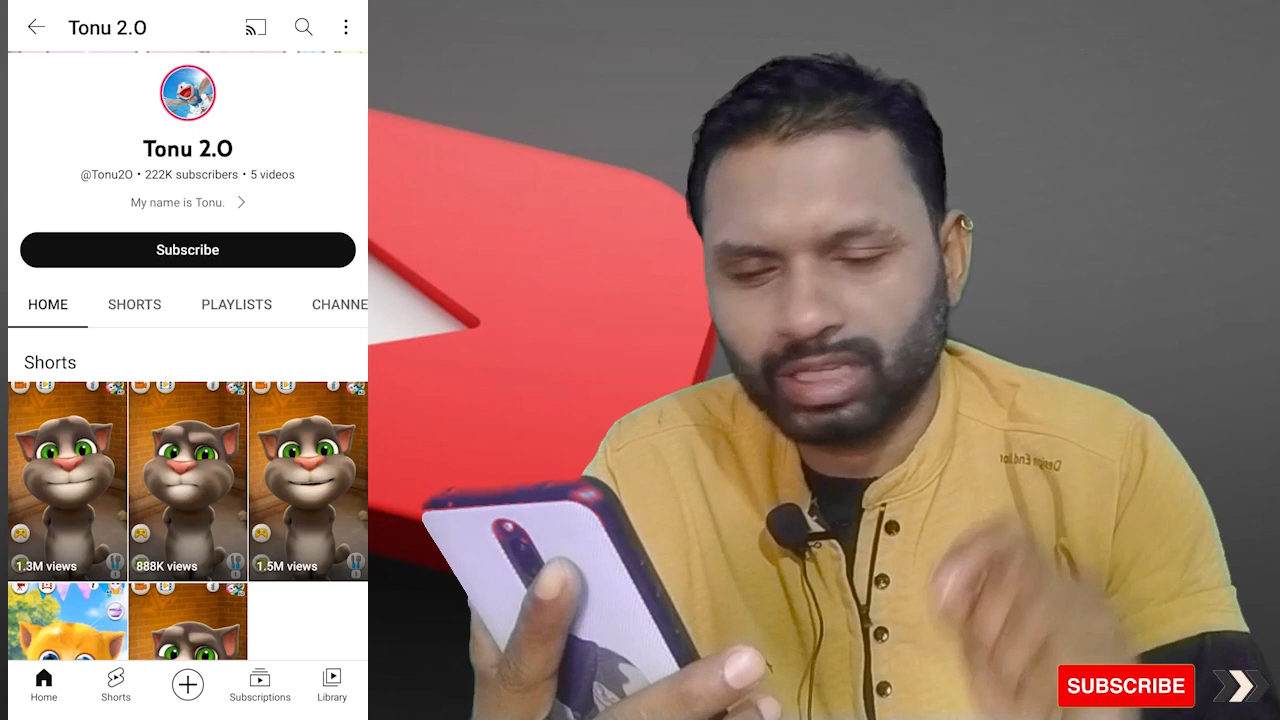 Tonu 2.O
Tonu 2.O
@Tonu2O • 222K subscribers • 5 videos
My name is Tonu.
Subscribe
HOME SHORTS PLAYLISTS CHANNE
Shorts
1.3M views 888K views 1.5M views
Home Shorts Subscriptions Library
SUBSCRIBE